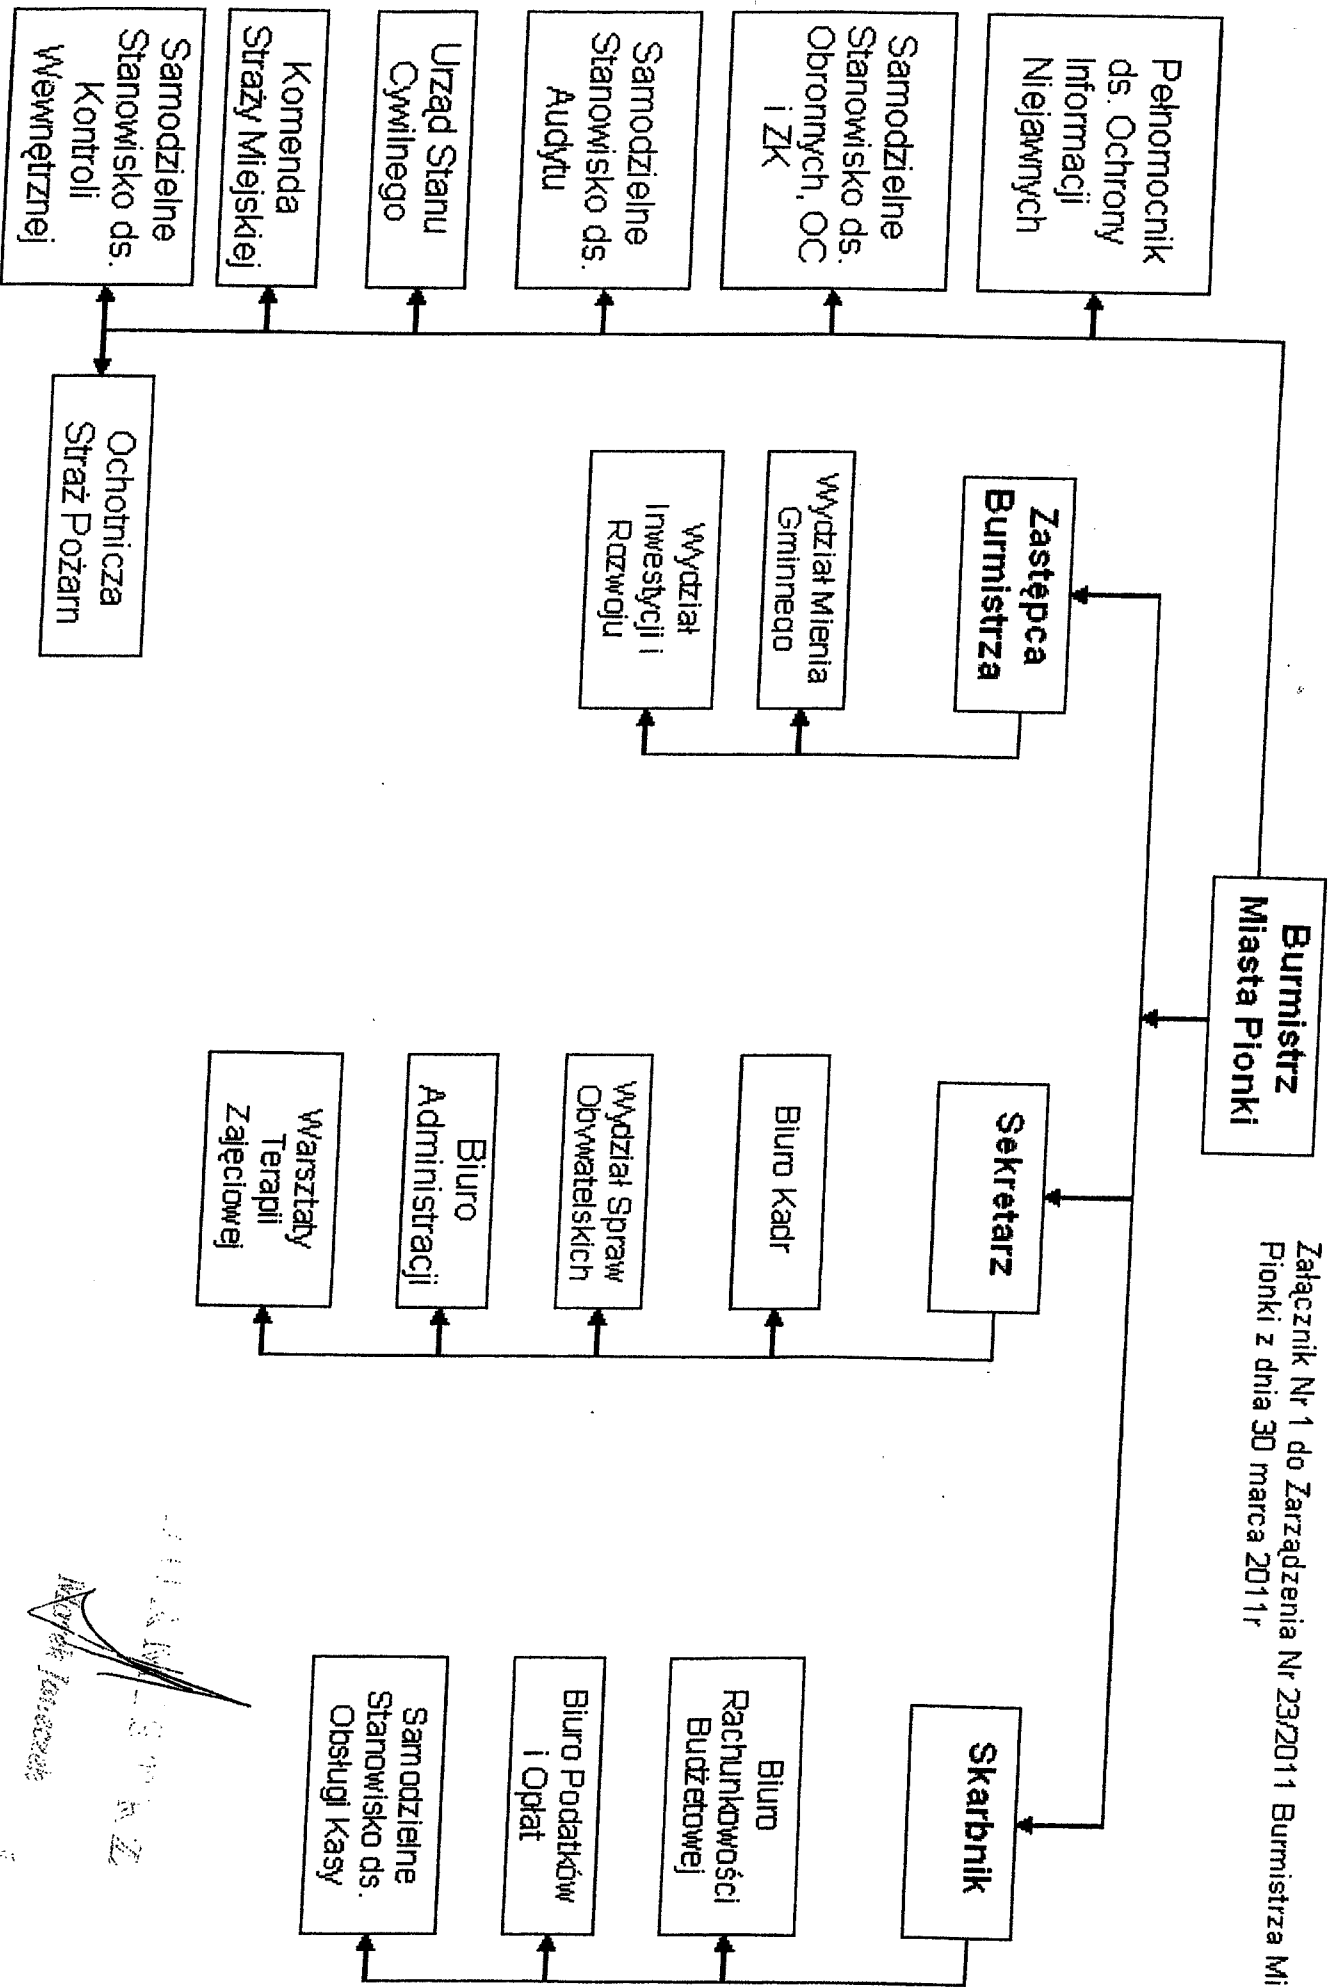 Załącznik Nr 1 do Zarządzenia Nr 23/2011 Burmistrza Mi
Pionki z dnia 30 marca 2011r
Burmistrz
Miasta Pionki
Pełnomocnik
ds. Ochrony
Informacji
Niejawnych
Samodzielne
Stanowisko ds.
Obronnych, OC
i ZK
Samodzielne
Stanowisko ds.
Audytu
Urząd Stanu
Cywilnego
Komenda
Straży Miejskiej
Samodzielne
Stanowisko ds.
Kontroli
Wewnętrznej
Ochotnicza
Straż Pożarn
Zastępca
Burmistrza
Wydział Mienia
Gminnego
Wydział
Inwestycji i
Rozwoju
Sekretarz
Biuro Kadr
Wydział Spraw
Obywatelskich
Biuro
Administracji
Warsztaty
Terapii
Zajęciowej
Skarbnik
Biuro
Rachunkowości
Budżetowej
Biuro Podatków
i Opłat
Samodzielne
Stanowisko ds.
Obsługi Kasy
Marek